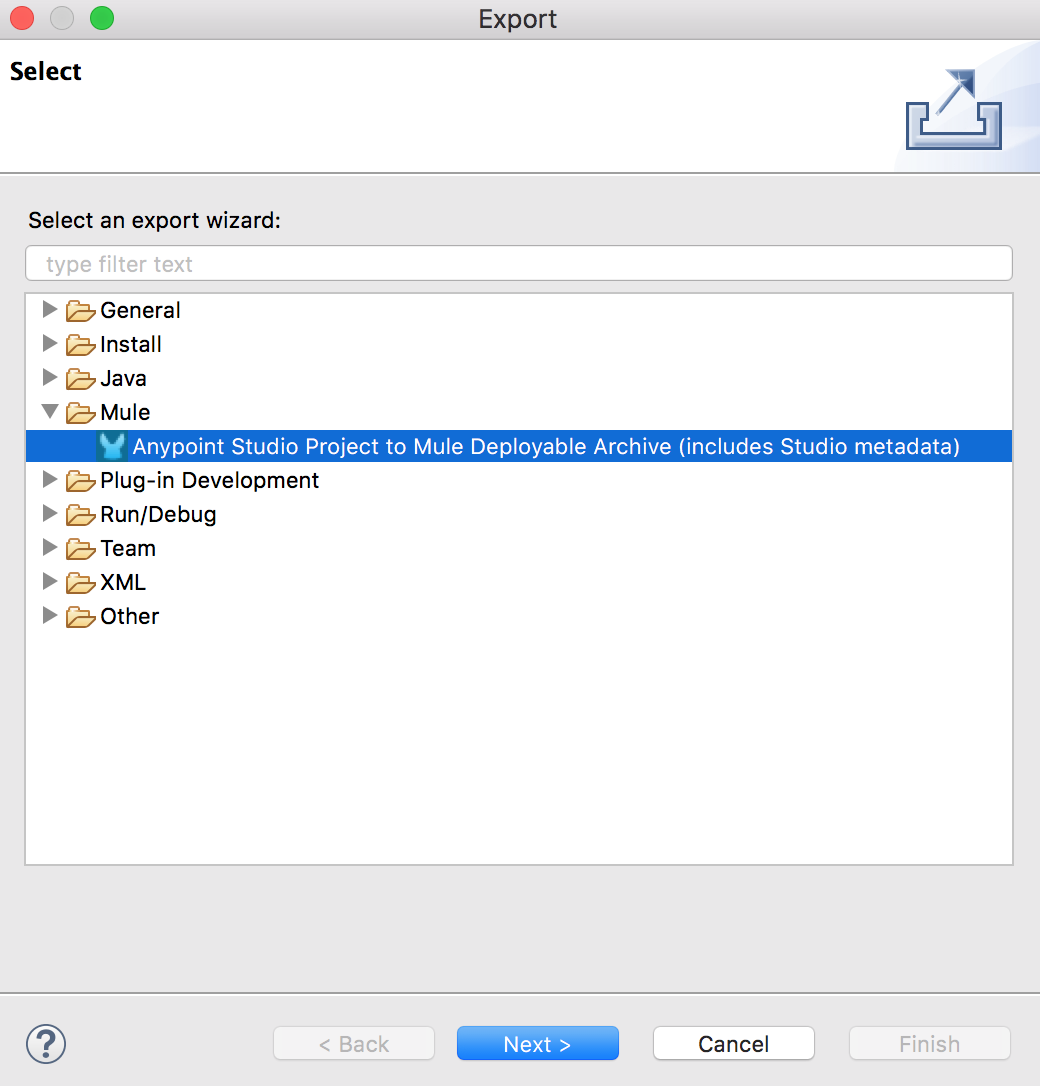 Export
Select
Select an export wizard:
type filter text
General
Install
Java
Mule
Anypoint Studio Project to Mule Deployable Archive (includes Studio metadata)
Plug-in Development
Run/Debug
Team
XML
Other
?
< Back
Next >
Cancel
Finish